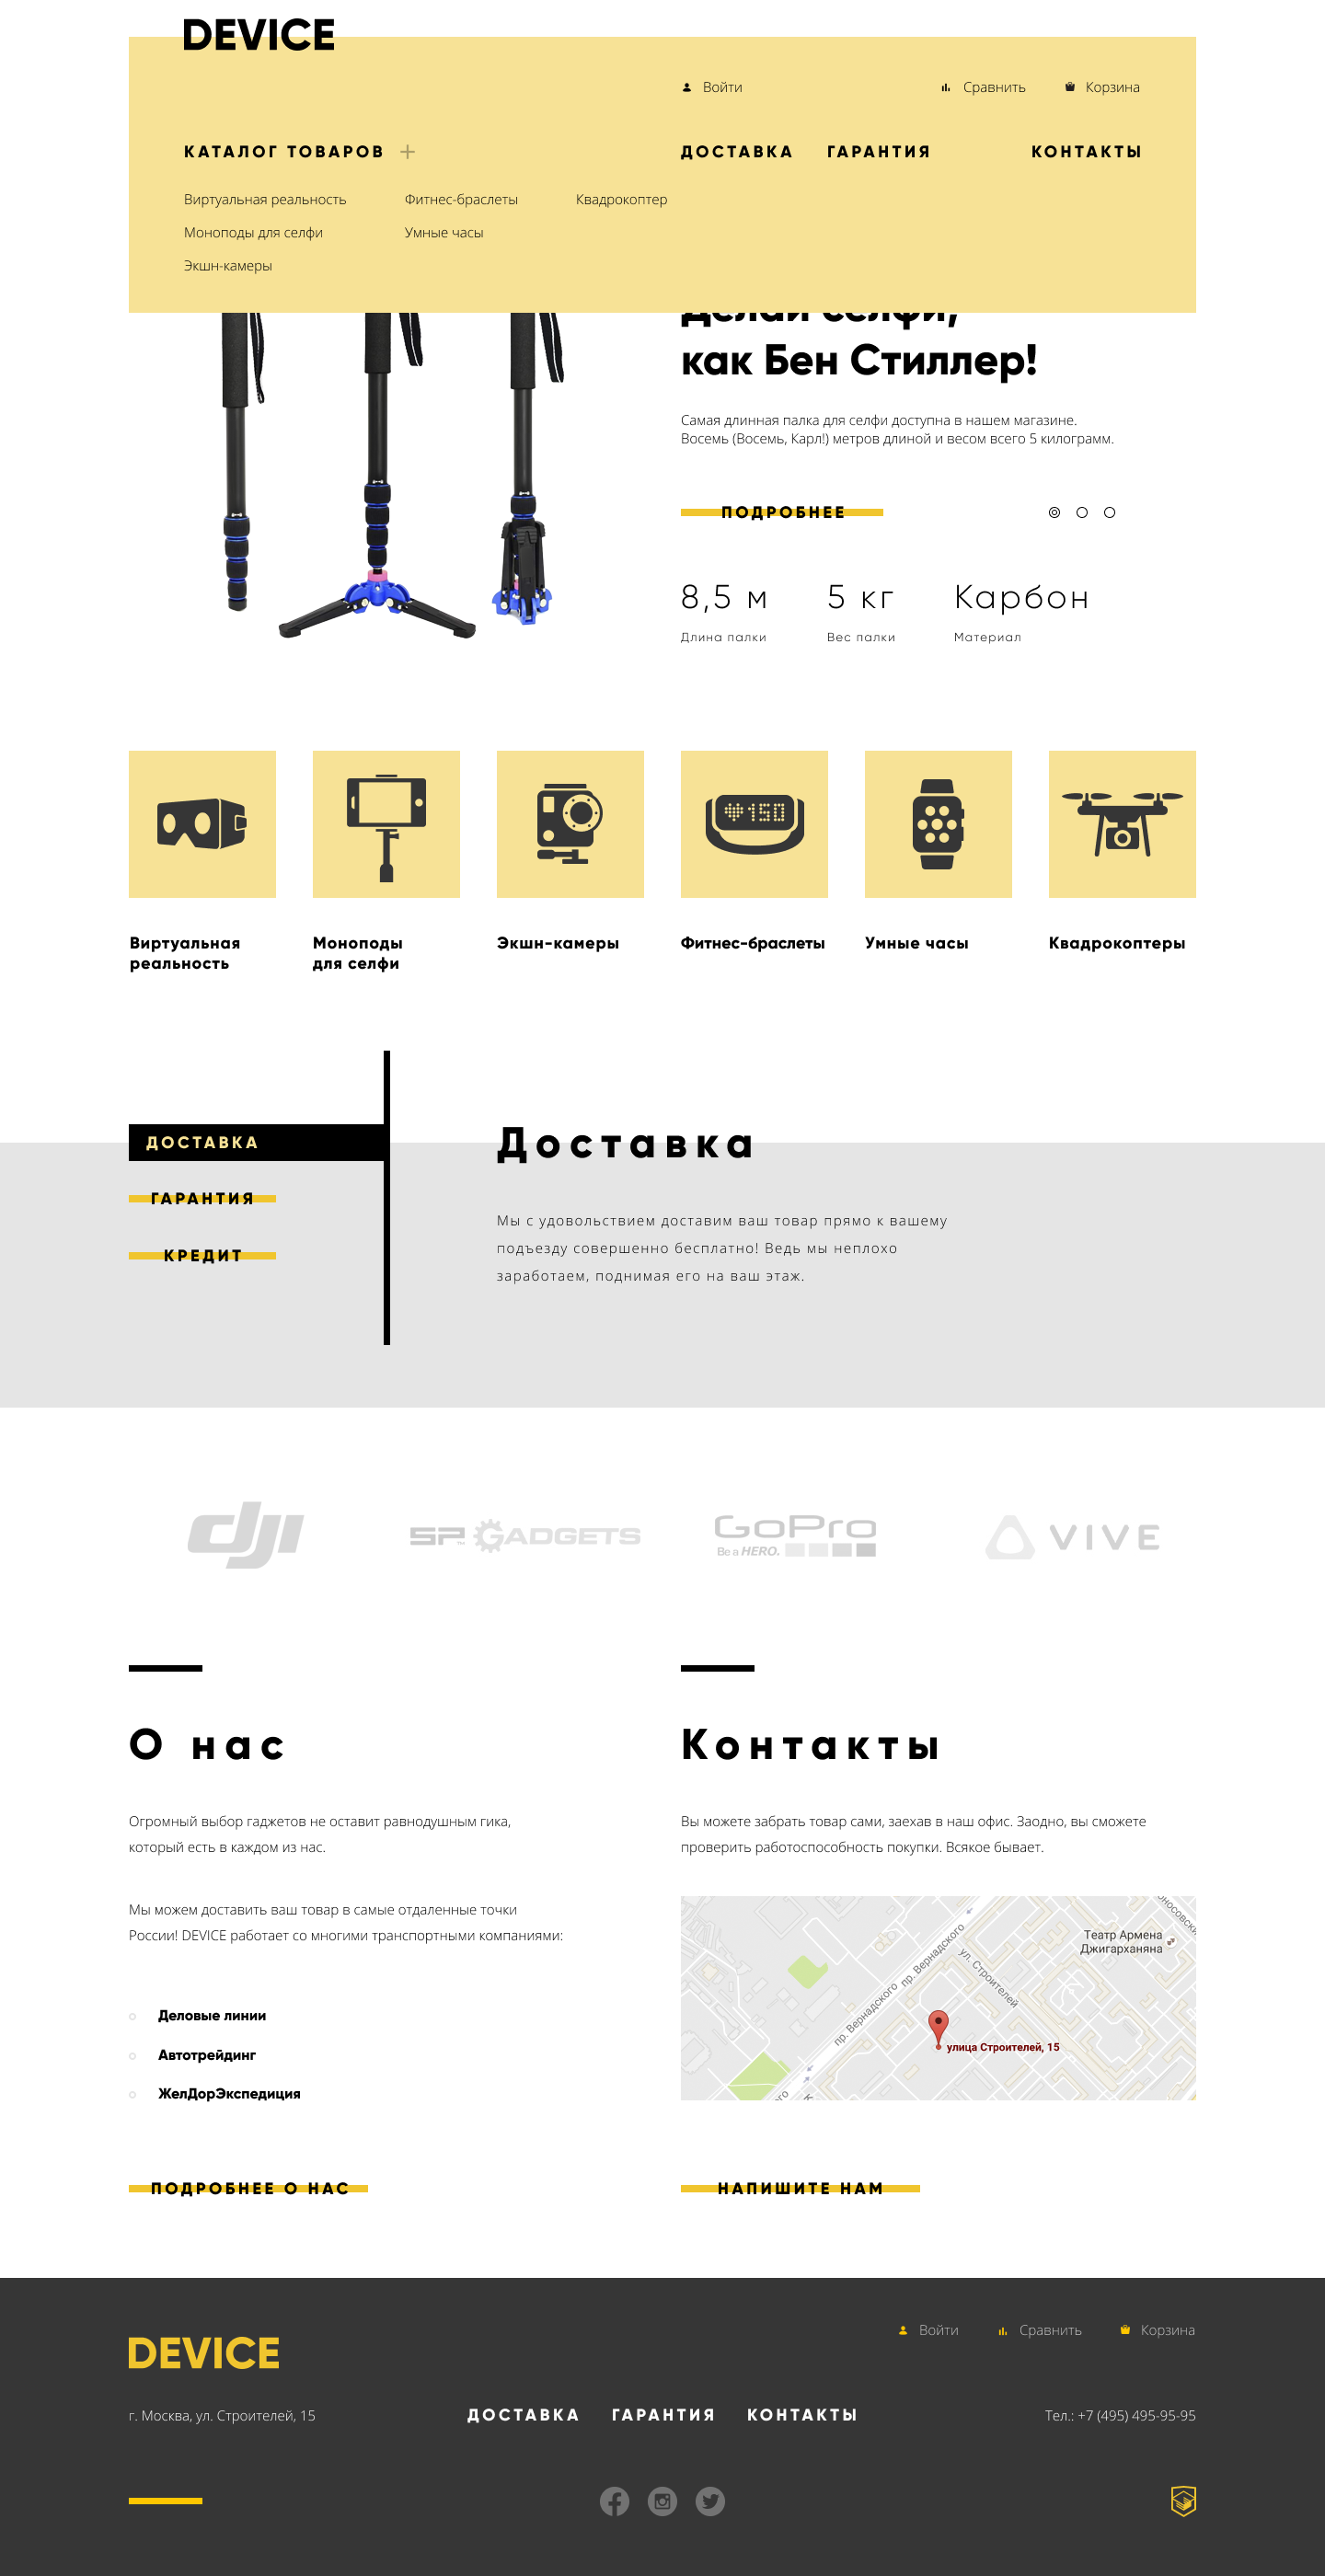 DEVICE
Войти
Сравнить
Корзина
КАТАЛОГ ТОВАРОВ
ДОСТАВКА
ГАРАНТИЯ
КОНТАКТЫ
Виртуальная реальность
Фитнес-браслеты
Квадрокоптер
Моноподы для селфи
Умные часы
Экшн-камеры
Делай селфи,
как Бен Стиллер!
Самая длинная палка для селфи доступна в нашем магазине.
Восемь (Восемь, Карл!) метров длиной и весом всего 5 килограмм.
ПОДРОБНЕЕ
8,5 м
5 кг
Карбон
Длина палки
Вес палки
Материал
150
Виртуальная
реальность
Моноподы
для селфи
Экшн-камеры
Фитнес-браслеты
Умные часы
Квадрокоптеры
ДОСТАВКА
ГАРАНТИЯ
КРЕДИТ
Доставка
Мы с удовольствием доставим ваш товар прямо к вашему
подъезду совершенно бесплатно! Ведь мы неплохо
заработаем, поднимая его на ваш этаж.
dji
SP GADGETS
GoPro
Be a HERO.
VIVE
О нас
Огромный выбор гаджетов не оставит равнодушным гика,
который есть в каждом из нас.
Мы можем доставить ваш товар в самые отдаленные точки
России! DEVICE работает со многими транспортными компаниями:
Деловые линии
Автотрейдинг
ЖелДорЭкспедиция
ПОДРОБНЕЕ О НАС
Контакты
Вы можете забрать товар сами, заехав в наш офис. Заодно, вы сможете
проверить работоспособность покупки. Всякое бывает.
Театр Армена
Джигарханяна
пр. Вернадского
ул. Строителей
пр. Вернадского
улица Строителей, 15
НАПИШИТЕ НАМ
DEVICE
Войти
Сравнить
Корзина
г. Москва, ул. Строителей, 15
ДОСТАВКА
ГАРАНТИЯ
КОНТАКТЫ
Тел.: +7 (495) 495-95-95